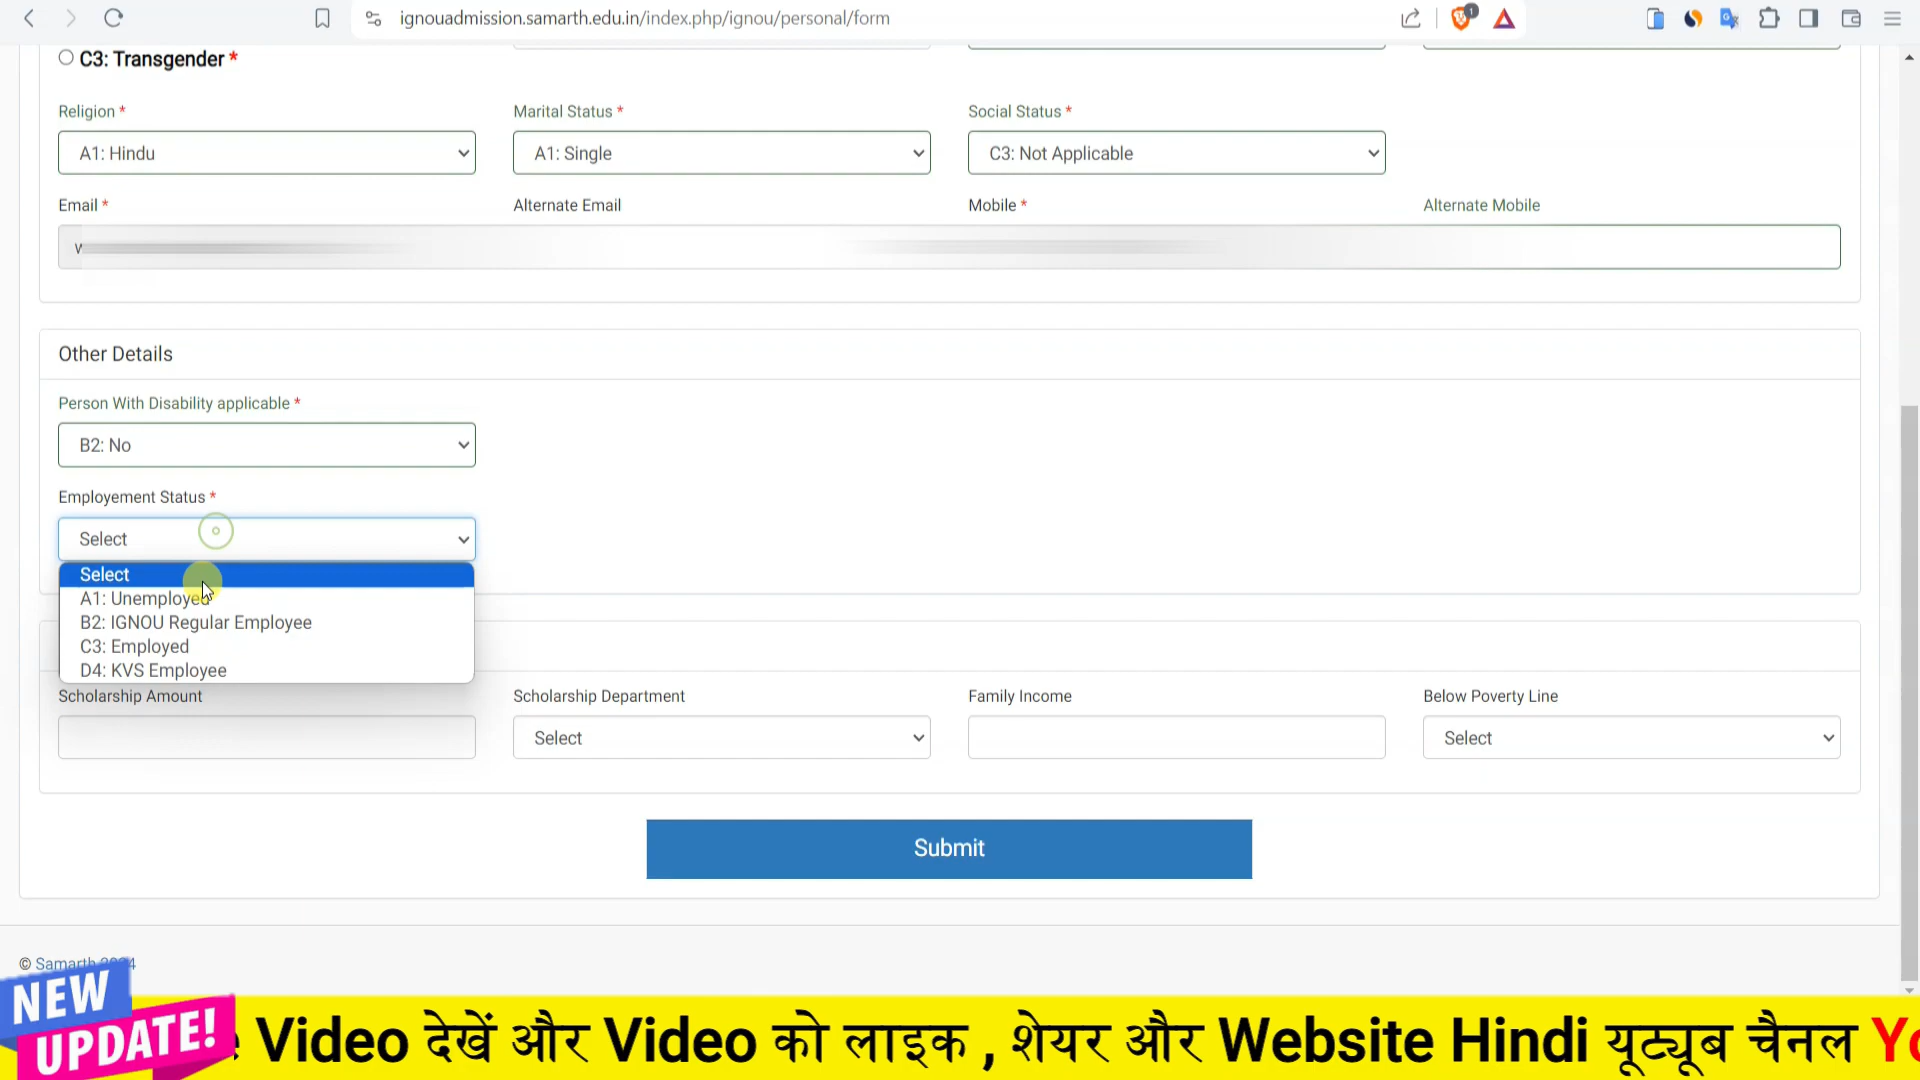 ignouadmission.samarth.edu.in/index.php/ignou/personal/form
1
C3: Transgender *
Religion * Marital Status * Social Status *
A1: Hindu A1: Single C3: Not Applicable
Email * Alternate Email Mobile * Alternate Mobile
Other Details
Person With Disability applicable *
B2: No
Employement Status *
Select
Select
A1: Unemployed
B2: IGNOU Regular Employee
C3: Employed
D4: KVS Employee
Scholarship Amount Scholarship Department Family Income Below Poverty Line
Select Select
Submit
© Samarth 2024
NEW
UPDATE!
Video देखें और Video को लाइक , शेयर और Website Hindi यूट्यूब चैनल